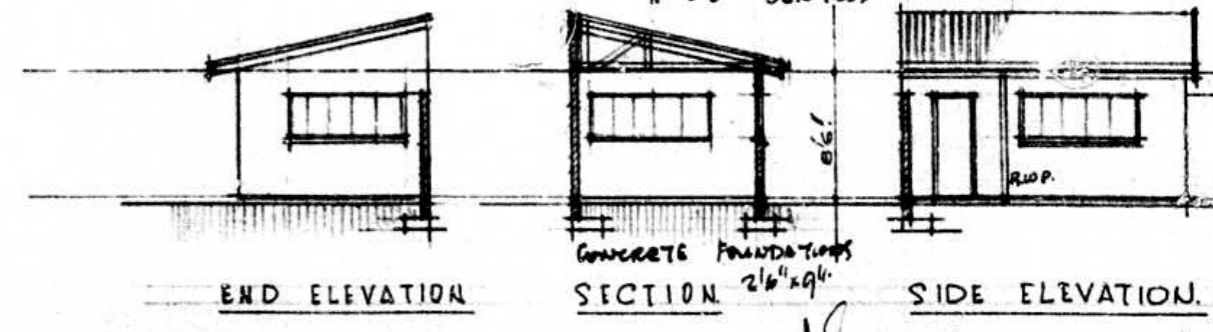 8'6"
R.W.P.
CONCRETE FOUNDATIONS
2'6" x 9".
END ELEVATION
SECTION.
SIDE ELEVATION.